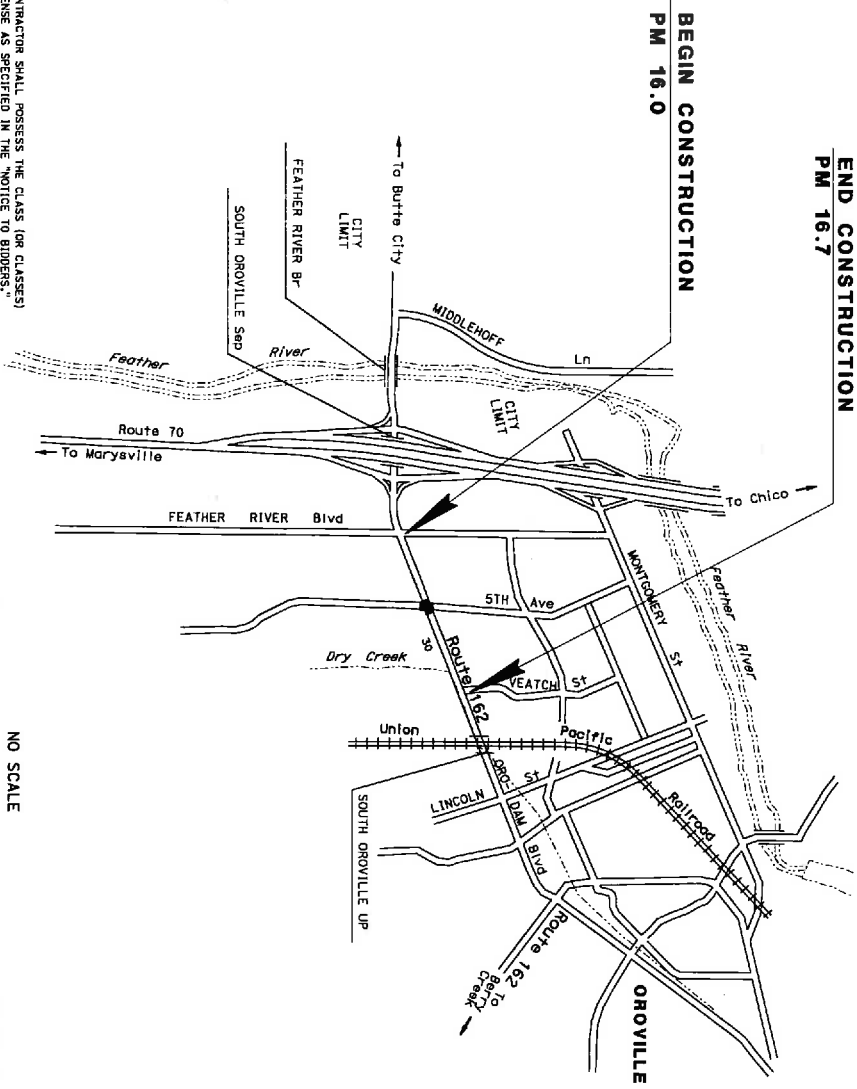 BEGIN CONSTRUCTION
PM 16.0
END CONSTRUCTION
PM 16.7
NTRACTOR SHALL POSSESS THE CLASS (OR CLASSES)
ENSE AS SPECIFIED IN THE "NOTICE TO BIDDERS."
To Butte City
CITY
LIMIT
FEATHER RIVER Br
SOUTH OROVILLE Sep
MIDDLEHOFF
Ln
Feather
River
CITY
LIMIT
Route 70
To Marysville
To Chico
FEATHER RIVER Blvd
MONTGOMERY
St
Feather
River
5TH Ave
30
Route 162
Dry Creek
VEATCH St
Union
Pacific
Railroad
ORO-
DAM
Blvd
LINCOLN
St
SOUTH OROVILLE UP
Route 162
To
Berry
Creek
OROVILLE
NO SCALE